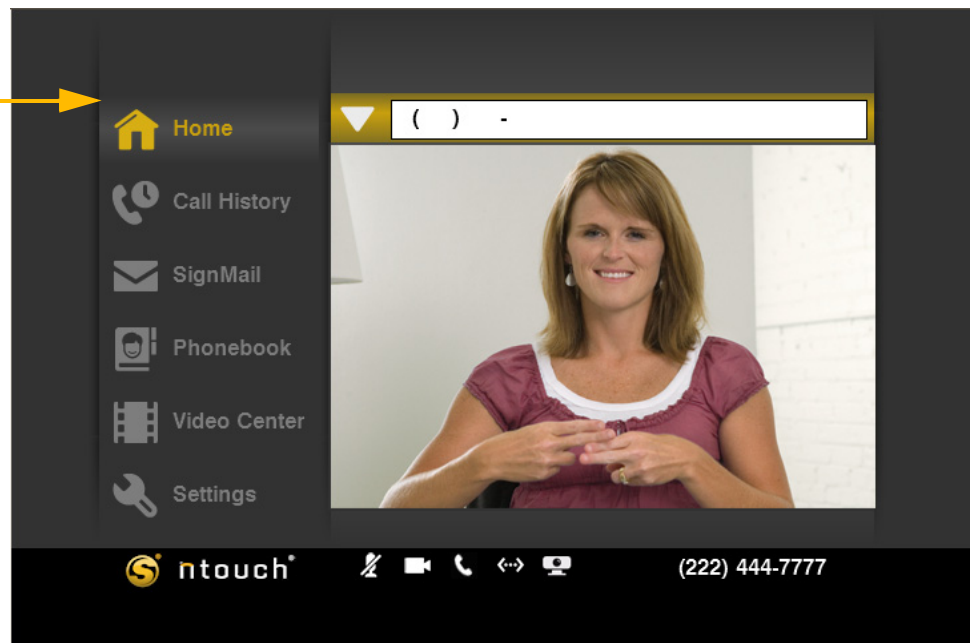 Home
( ) -
Call History
SignMail
Phonebook
Video Center
Settings
ntouch®
(222) 444-7777